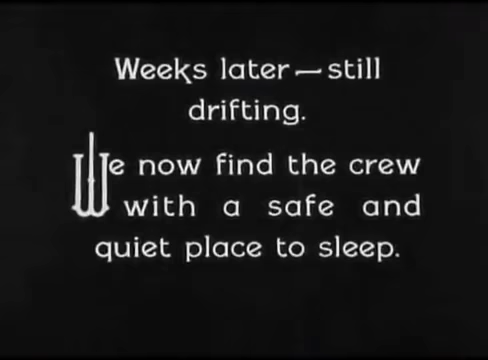 Weeks later—still
drifting.
We now find the crew
with a safe and
quiet place to sleep.